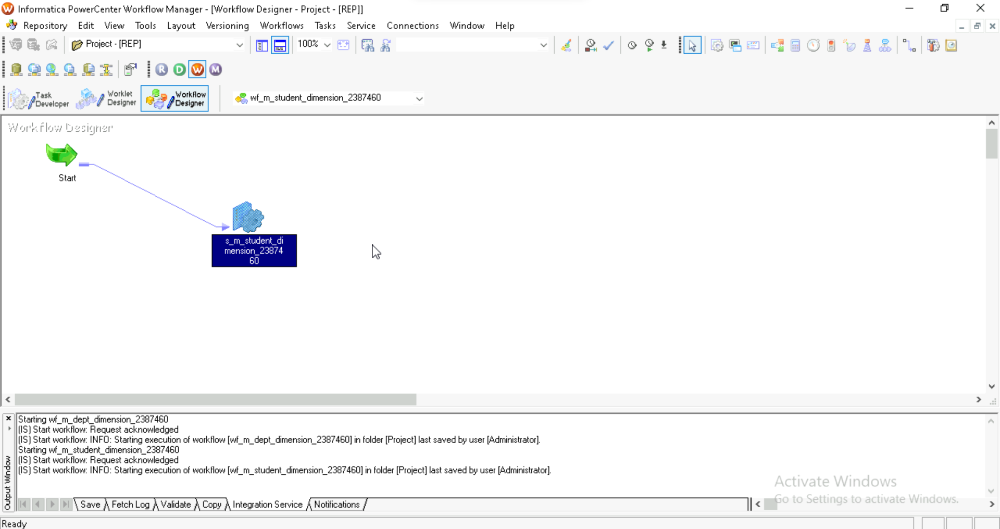 Informatica PowerCenter Workflow Manager - [Workflow Designer - Project - [REP]]
Repository Edit View Tools Layout Versioning Workflows Tasks Service Connections Window Help
Project - [REP]
100%
R D W M
Task Developer
Worklet Designer
Workflow Designer
wf_m_student_dimension_2387460
Workflow Designer
Start
s_m_student_di
mension_23874
60
Starting wf_m_dept_dimension_2387460
(IS) Start workflow: Request acknowledged
(IS) Start workflow: INFO: Starting execution of workflow [wf_m_dept_dimension_2387460] in folder [Project] last saved by user [Administrator].
Starting wf_m_student_dimension_2387460
(IS) Start workflow: Request acknowledged
(IS) Start workflow: INFO: Starting execution of workflow [wf_m_student_dimension_2387460] in folder [Project] last saved by user [Administrator].
Output Window
Activate Windows
Go to Settings to activate Windows.
Save Fetch Log Validate Copy Integration Service Notifications
Ready